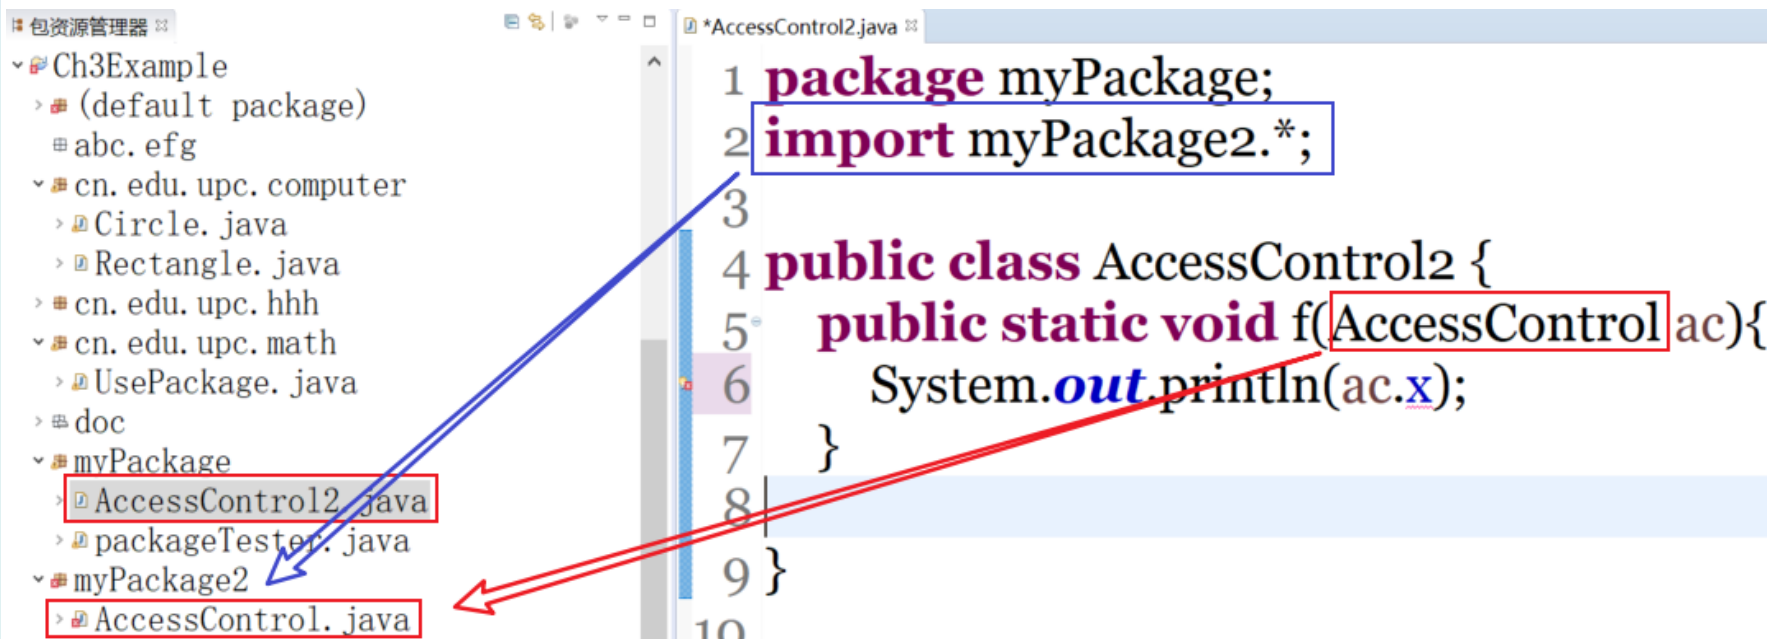 包资源管理器
Ch3Example
(default package)
abc.efg
cn.edu.upc.computer
Circle.java
Rectangle.java
cn.edu.upc.hhh
cn.edu.upc.math
UsePackage.java
doc
myPackage
AccessControl2.java
packageTester.java
myPackage2
AccessControl.java
*AccessControl2.java
1 package myPackage;
2 import myPackage2.*;
3
4 public class AccessControl2 {
5 public static void f(AccessControl ac){
6 System.out.println(ac.x);
7 }
8
9 }
10